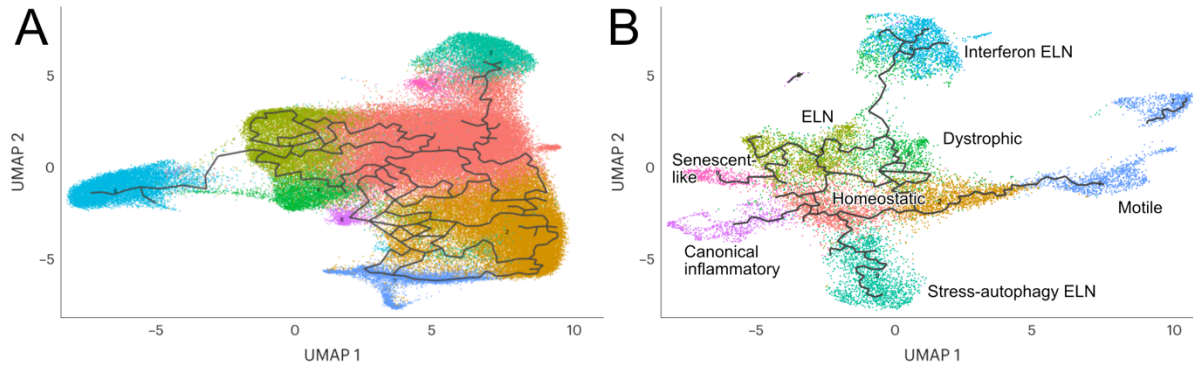 A
5
0
−5
UMAP 2
−5
0
5
10
UMAP 1
B
5
0
−5
UMAP 2
−5
0
5
10
UMAP 1
Interferon ELN
ELN
Dystrophic
Senescent-
like
Homeostatic
Motile
Canonical
inflammatory
Stress-autophagy ELN